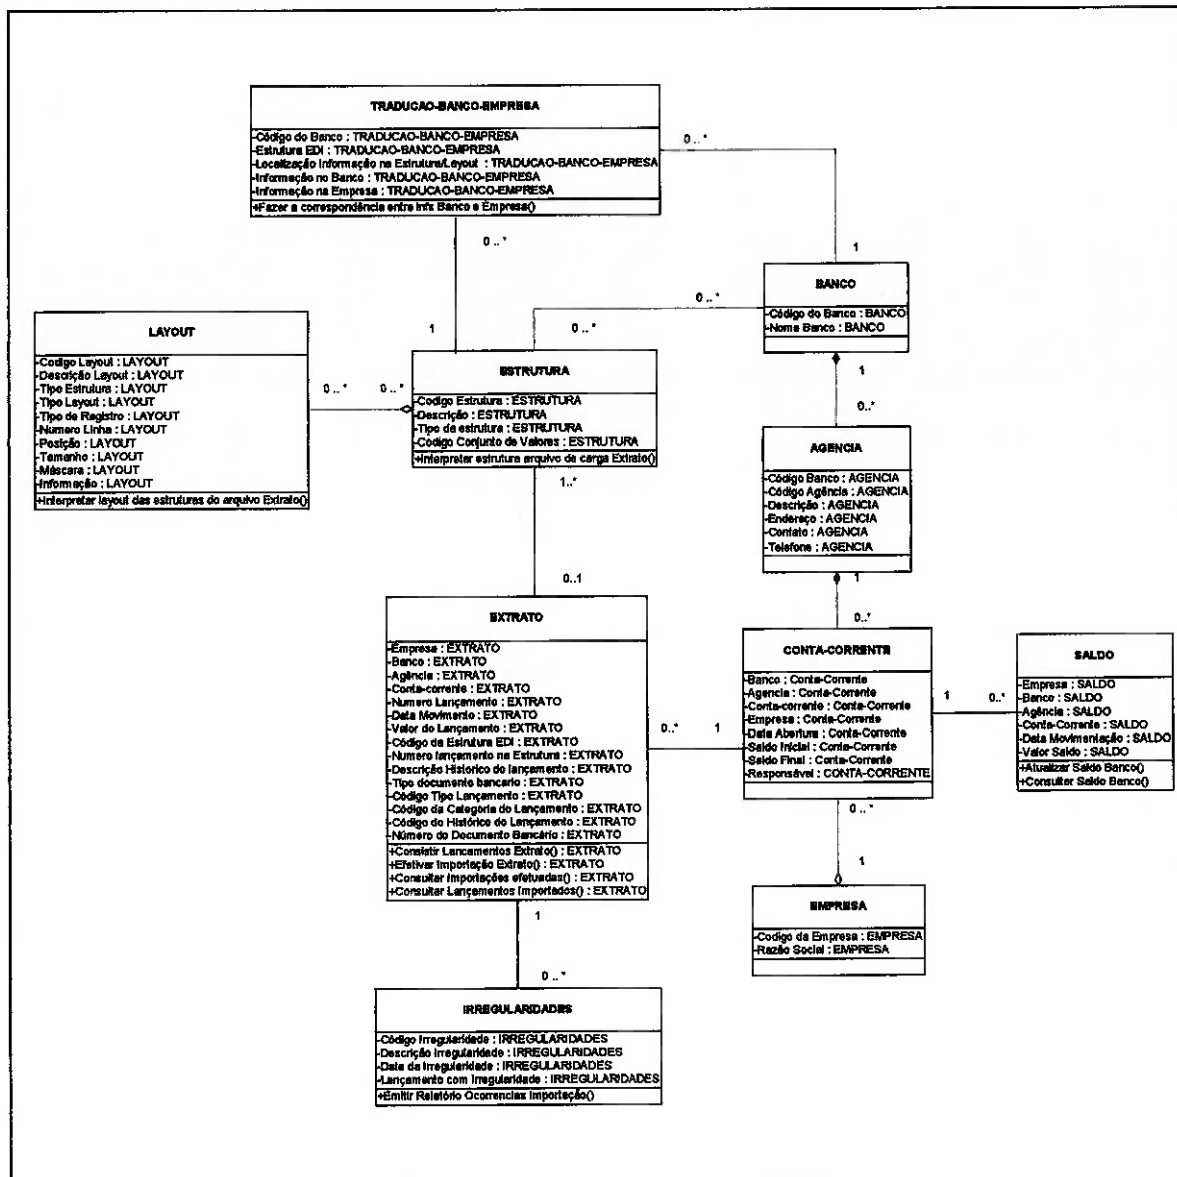 TRADUCAO-BANCO-EMPRESA
-Código do Banco : TRADUCAO-BANCO-EMPRESA
-Estrutura EDI : TRADUCAO-BANCO-EMPRESA
-Localização Informação na Estrutura/Layout : TRADUCAO-BANCO-EMPRESA
-Informação no Banco : TRADUCAO-BANCO-EMPRESA
-Informação na Empresa : TRADUCAO-BANCO-EMPRESA
+Fazer a correspondência entre Infs Banco e Empresa()
0 .. *
0 .. *
1
1
BANCO
-Código do Banco : BANCO
-Nome Banco : BANCO
0 .. *
0 .. *
1
0..*
LAYOUT
-Codigo Layout : LAYOUT
-Descrição Layout : LAYOUT
-Tipo Estrutura : LAYOUT
-Tipo Layout : LAYOUT
-Tipo de Registro : LAYOUT
-Numero Linha : LAYOUT
-Posição : LAYOUT
-Tamanho : LAYOUT
-Máscara : LAYOUT
-Informação : LAYOUT
+Interpretar layout das estruturas do arquivo Extrato()
0 .. *
0 .. *
ESTRUTURA
-Codigo Estrutura : ESTRUTURA
-Descrição : ESTRUTURA
-Tipo de estrutura : ESTRUTURA
-Código Conjunto de Valores : ESTRUTURA
+Interpretar estrutura arquivo de carga Extrato()
1..*
0..1
AGENCIA
-Código Banco : AGENCIA
-Código Agência : AGENCIA
-Descrição : AGENCIA
-Endereço : AGENCIA
-Contato : AGENCIA
-Telefone : AGENCIA
1
0..*
EXTRATO
-Empresa : EXTRATO
-Banco : EXTRATO
-Agência : EXTRATO
-Conta-corrente : EXTRATO
-Numero Lançamento : EXTRATO
-Data Movimento : EXTRATO
-Valor do Lançamento : EXTRATO
-Código da Estrutura EDI : EXTRATO
-Numero lançamento na Estrutura : EXTRATO
-Descrição Historico do lançamento : EXTRATO
-Tipo documento bancario : EXTRATO
-Código Tipo Lançamento : EXTRATO
-Código da Categoria do Lançamento : EXTRATO
-Código do Histórico do Lançamento : EXTRATO
-Número do Documento Bancário : EXTRATO
+Consistir Lancamentos Extrato() : EXTRATO
+Efetivar Importação Extrato() : EXTRATO
+Consultar Importações efetuadas() : EXTRATO
+Consultar Lançamentos Importados() : EXTRATO
0..*
1
CONTA-CORRENTE
-Banco : Conta-Corrente
-Agencia : Conta-Corrente
-Conta-corrente : Conta-Corrente
-Empresa : Conta-Corrente
-Data Abertura : Conta-Corrente
-Saldo Inicial : Conta-Corrente
-Saldo Final : Conta-Corrente
-Responsável : CONTA-CORRENTE
1
0..*
SALDO
-Empresa : SALDO
-Banco : SALDO
-Agência : SALDO
-Conta-Corrente : SALDO
-Data Movimentação : SALDO
-Valor Saldo : SALDO
+Atualizar Saldo Banco()
+Consultar Saldo Banco()
0..*
1
EMPRESA
-Codigo da Empresa : EMPRESA
-Razão Social : EMPRESA
1
0 .. *
IRREGULARIDADES
-Código Irregularidade : IRREGULARIDADES
-Descrição Irregularidade : IRREGULARIDADES
-Data da Irregularidade : IRREGULARIDADES
-Lançamento com Irregularidade : IRREGULARIDADES
+Emitir Relatório Ocorrencias Importação()